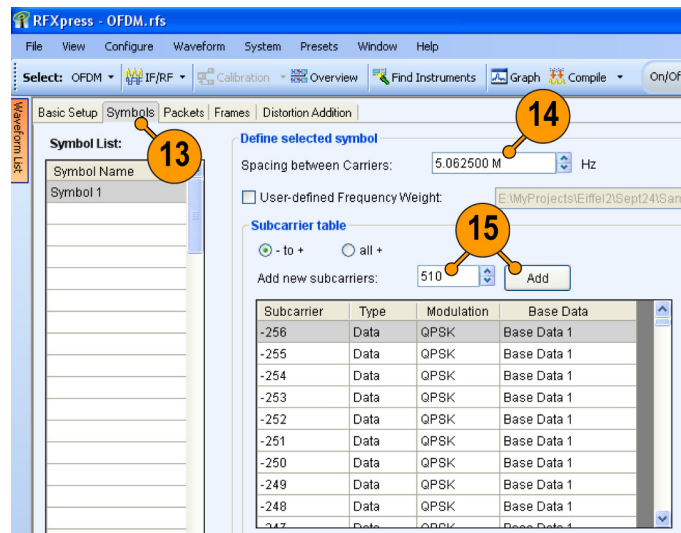 RFXpress - OFDM.rfs
File View Configure Waveform System Presets Window Help
Select: OFDM IF/RF Calibration Overview Find Instruments Graph Compile On/Of
Waveform List
Basic Setup Symbols Packets Frames Distortion Addition
13
14
Symbol List:
Symbol Name
Symbol 1
Define selected symbol
Spacing between Carriers: 5.062500 M Hz
User-defined Frequency Weight: E:\MyProjects\Eiffel2\Sept24\San
Subcarrier table
15
- to + all +
Add new subcarriers: 510 Add
Subcarrier Type Modulation Base Data
-256 Data QPSK Base Data 1
-255 Data QPSK Base Data 1
-254 Data QPSK Base Data 1
-253 Data QPSK Base Data 1
-252 Data QPSK Base Data 1
-251 Data QPSK Base Data 1
-250 Data QPSK Base Data 1
-249 Data QPSK Base Data 1
-248 Data QPSK Base Data 1
-247 Data QPSK Base Data 1